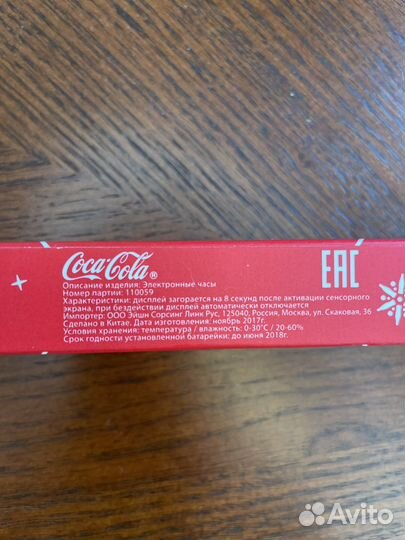 Coca-Cola®
EAC
Описание изделия: Электронные часы
Номер партии: 110059
Характеристики: дисплей загорается на 8 секунд после активации сенсорного
экрана, при бездействии дисплей автоматически отключается
Импортер: ООО Эйшн Сорсинг Линк Рус, 125040, Россия, Москва, ул. Скаковая, 36
Сделано в Китае. Дата изготовления: ноябрь 2017г.
Условия хранения: температура / влажность: 0-30°С / 20-60%
Срок годности установленной батарейки: до июня 2018г.
Avito